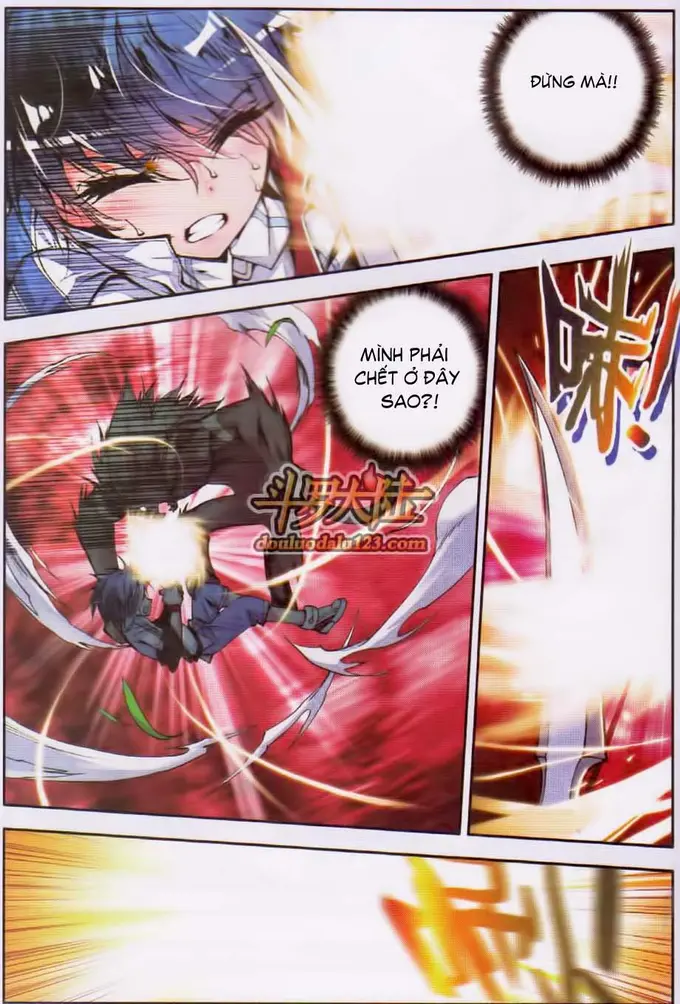 ĐỪNG MÀ!!
MÌNH PHẢI
CHẾT Ở ĐÂY
SAO?!
斗罗大陆
douluodalu123.com